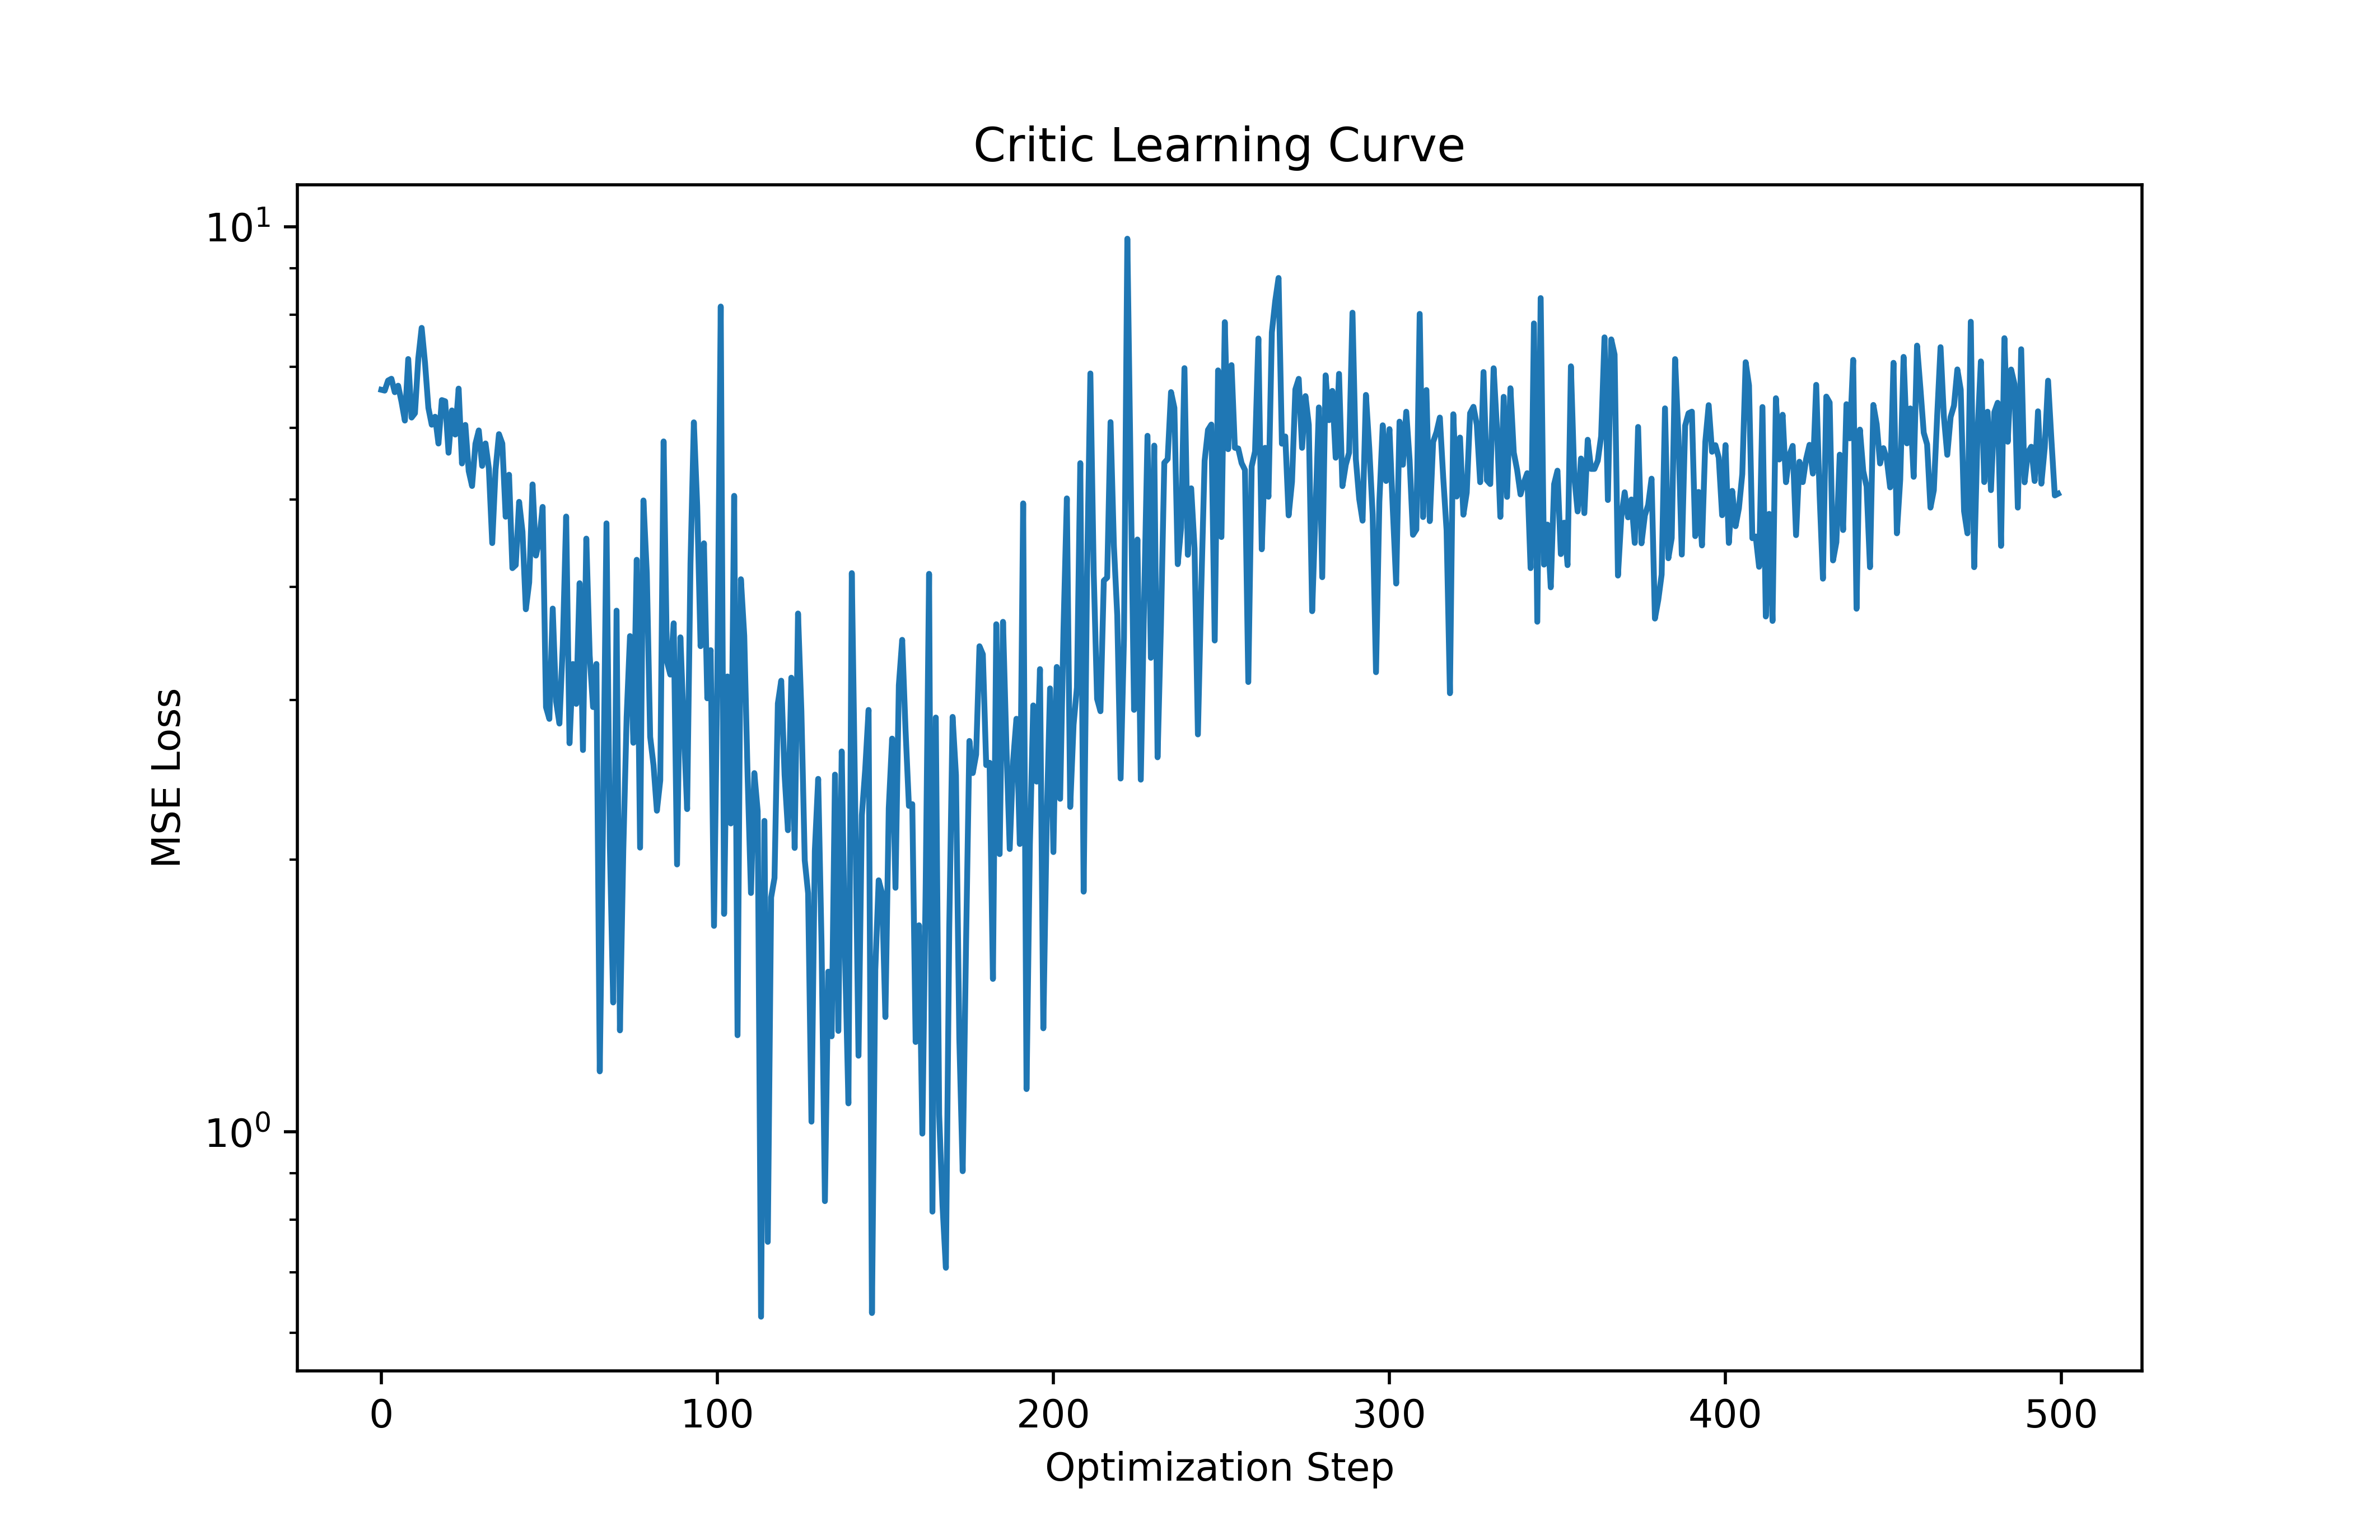 Critic Learning Curve
10¹
10⁰
MSE Loss
0 100 200 300 400 500
Optimization Step